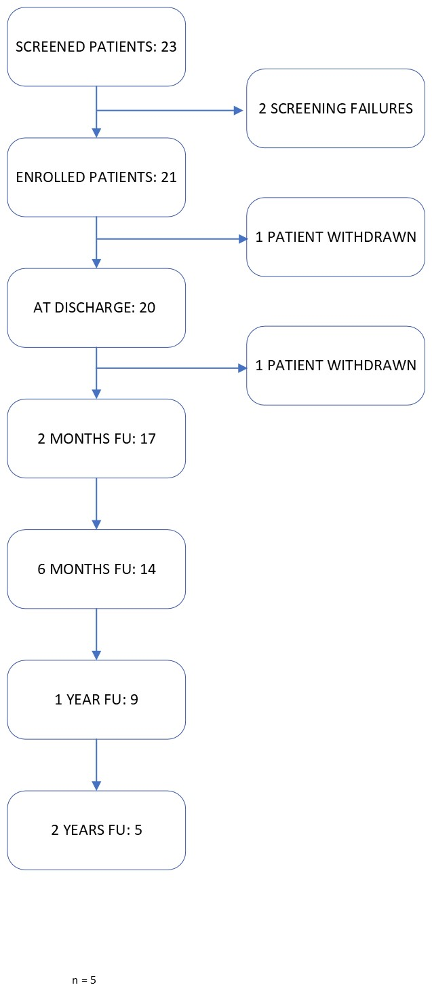 SCREENED PATIENTS: 23
2 SCREENING FAILURES
ENROLLED PATIENTS: 21
1 PATIENT WITHDRAWN
AT DISCHARGE: 20
1 PATIENT WITHDRAWN
2 MONTHS FU: 17
6 MONTHS FU: 14
1 YEAR FU: 9
2 YEARS FU: 5
n = 5